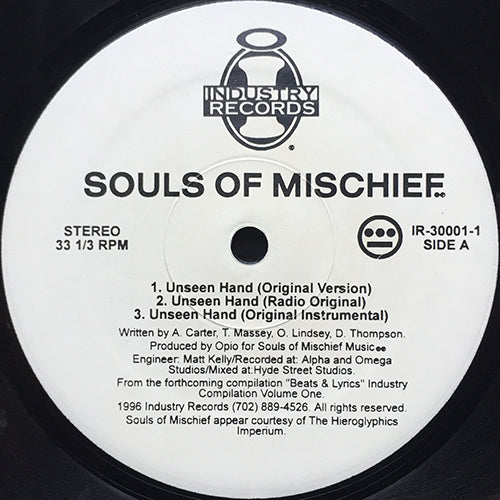 INDUSTRY
RECORDS
SOULS OF MISCHIEF
STEREO
33 1/3 RPM
IR-30001-1
SIDE A
1. Unseen Hand (Original Version)
2. Unseen Hand (Radio Original)
3. Unseen Hand (Original Instrumental)
Written by A. Carter, T. Massey, O. Lindsey, D. Thompson.
Produced by Opio for Souls of Mischief Music
Engineer: Matt Kelly/Recorded at: Alpha and Omega
Studios/Mixed at:Hyde Street Studios.
From the forthcoming compilation "Beats & Lyrics" Industry
Compilation Volume One.
1996 Industry Records (702) 889-4526. All rights reserved.
Souls of Mischief appear courtesy of The Hieroglyphics
Imperium.